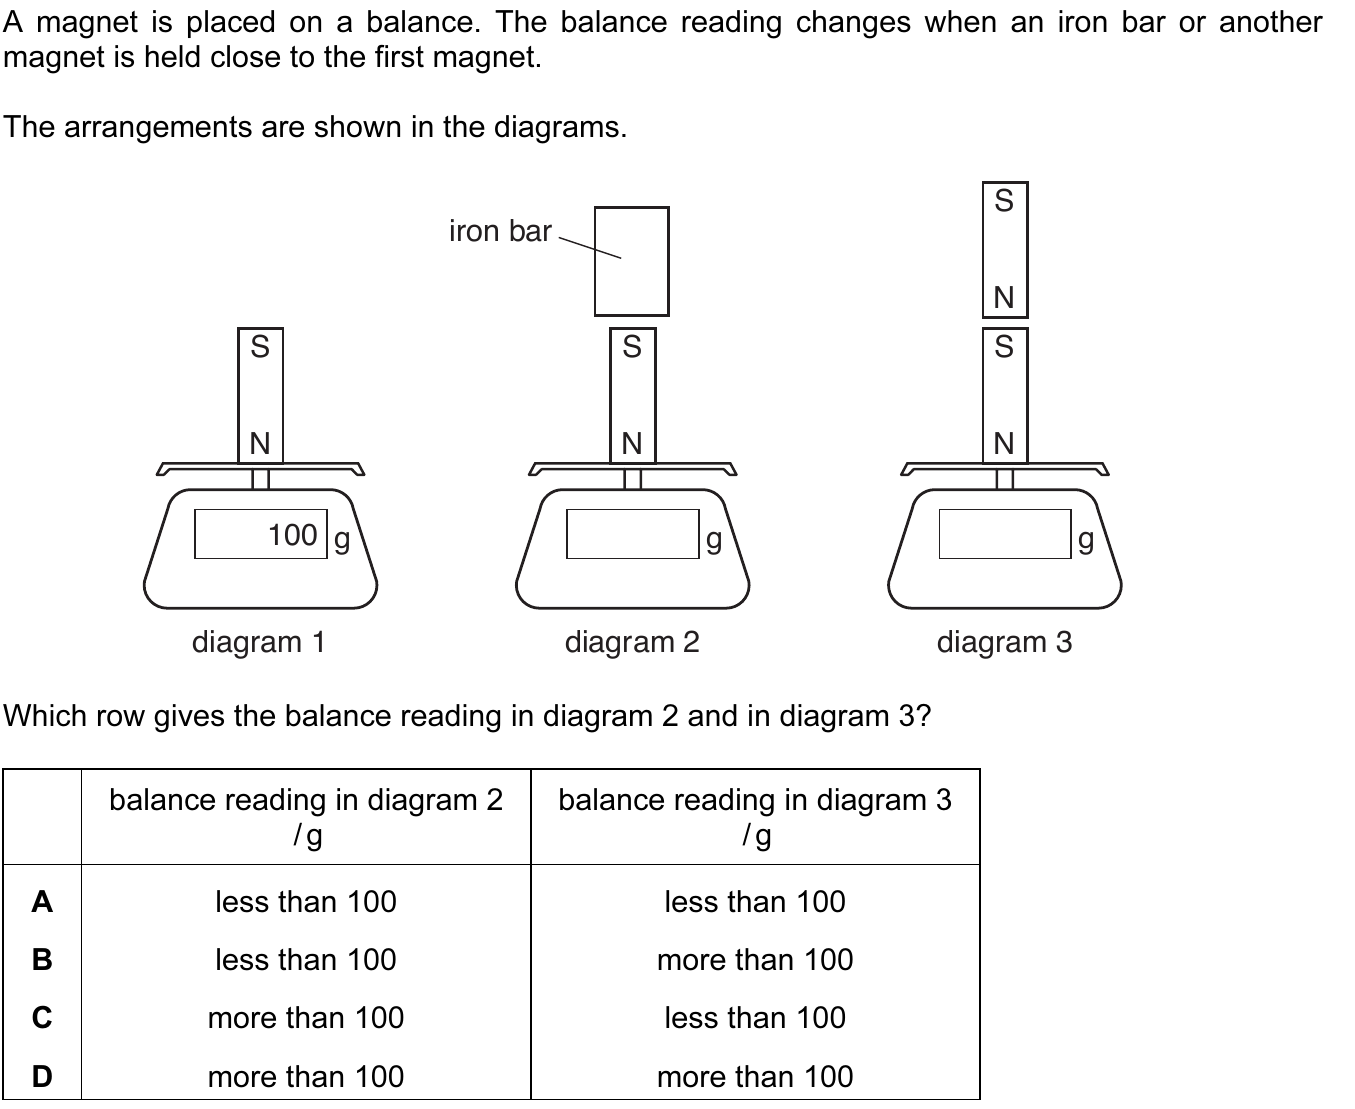 A magnet is placed on a balance. The balance reading changes when an iron bar or another
magnet is held close to the first magnet.
The arrangements are shown in the diagrams.
S
N
iron bar
S
S
S
N
N
N
100 g
g
g
diagram 1
diagram 2
diagram 3
Which row gives the balance reading in diagram 2 and in diagram 3?
balance reading in diagram 2
/ g
balance reading in diagram 3
/ g
A less than 100 less than 100
B less than 100 more than 100
C more than 100 less than 100
D more than 100 more than 100